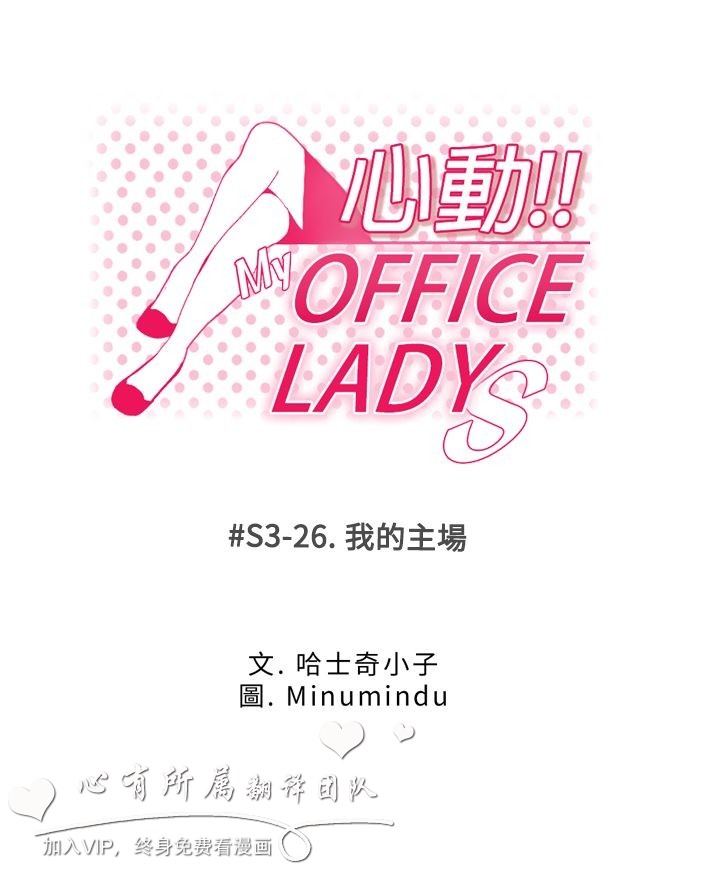 心動!!
My OFFICE
LADYS
#S3-26. 我的主場
文. 哈士奇小子
圖. Minumindu
心有所属翻译团队
加入VIP，终身免费看漫画